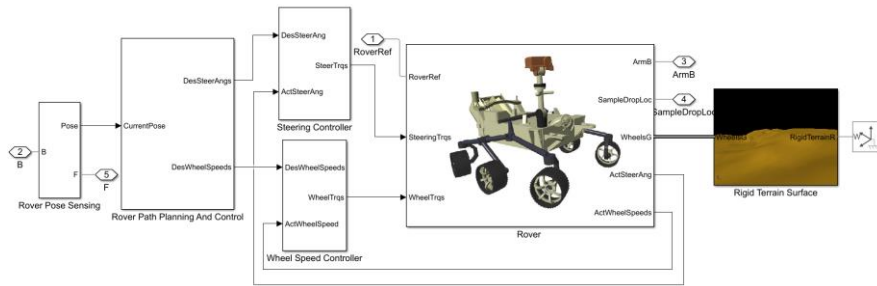 2
B
B
Pose
F
5
F
Rover Pose Sensing
CurrentPose
DesSteerAngs
DesWheelSpeeds
Rover Path Planning And Control
DesSteerAng
SteerTrqs
ActSteerAng
Steering Controller
DesWheelSpeeds
WheelTrqs
ActWheelSpeed
Wheel Speed Controller
1
RoverRef
RoverRef
SteeringTrqs
WheelTrqs
ArmB
SampleDropLoc
WheelsG
ActSteerAng
ActWheelSpeeds
Rover
3
ArmB
4
SampleDropLoc
WheelsG
RigidTerrainR
Rigid Terrain Surface
W